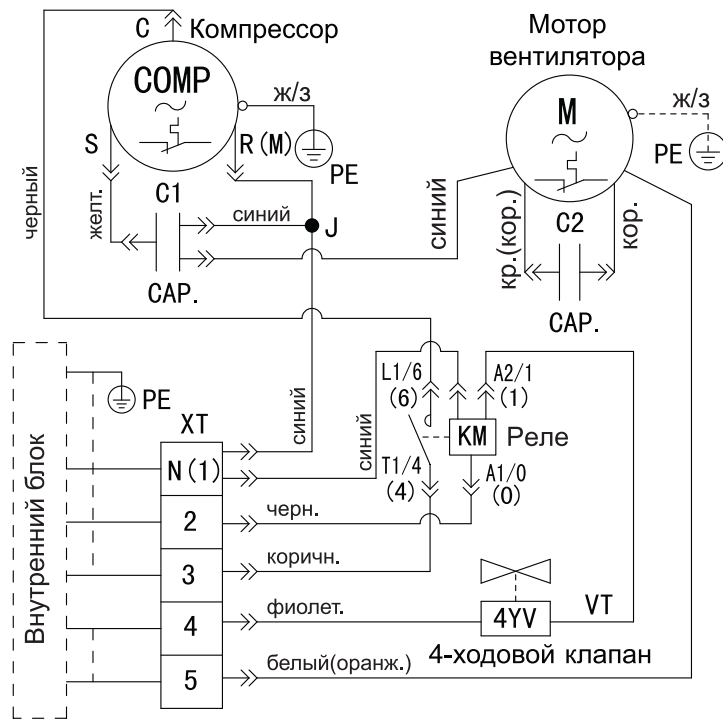 C
Компрессор
Мотор
вентилятора
COMP
M
ж/з
ж/з
S
R(M)
PE
PE
черный
желт.
C1
синий
J
CAP.
синий
кр.(кор.)
C2
кор.
CAP.
L1/6
(6)
A2/1
(1)
PE
XT
синий
синий
KM
Реле
N(1)
T1/4
(4)
A1/0
(0)
Внутренний блок
2
черн.
3
коричн.
4
фиолет.
4YV
VT
4-ходовой клапан
5
белый(оранж.)